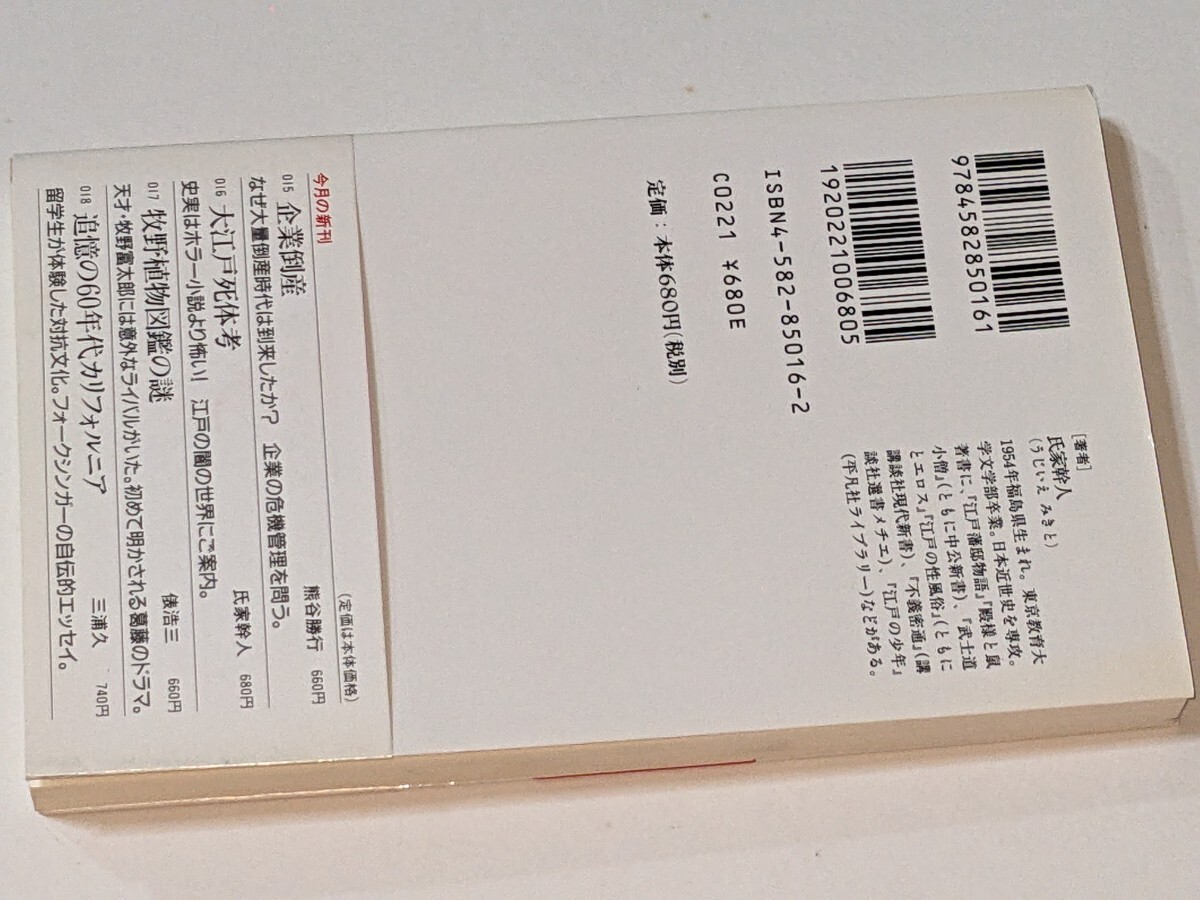 9784582850161
1920221006805
ISBN4-582-85016-2
C0221 ¥680E
定価：本体680円(税別)
[著者]
氏家幹人
(うじいえ みきと)
1954年福島県生まれ。東京教育大
学文学部卒業。日本近世史を専攻。
著書に、『江戸藩邸物語』『殿様と鼠
小僧』(ともに中公新書)、『武士道
とエロス』『江戸の性風俗』(ともに
講談社現代新書)、『不義密通』(講
談社選書メチエ)、『江戸の少年』
(平凡社ライブラリー)などがある。
今月の新刊
(定価は本体価格)
015 企業倒産 熊谷勝行 660円
なぜ大量倒産時代は到来したか? 企業の危機管理を問う。
016 大江戸死体考 氏家幹人 680円
史実はホラー小説より怖い! 江戸の闇の世界にご案内。
017 牧野植物図鑑の謎 俵浩三 660円
天才・牧野富太郎には意外なライバルがいた。初めて明かされる葛藤のドラマ。
018 追憶の60年代カリフォルニア 三浦久 740円
留学生が体験した対抗文化。フォークシンガーの自伝的エッセイ。